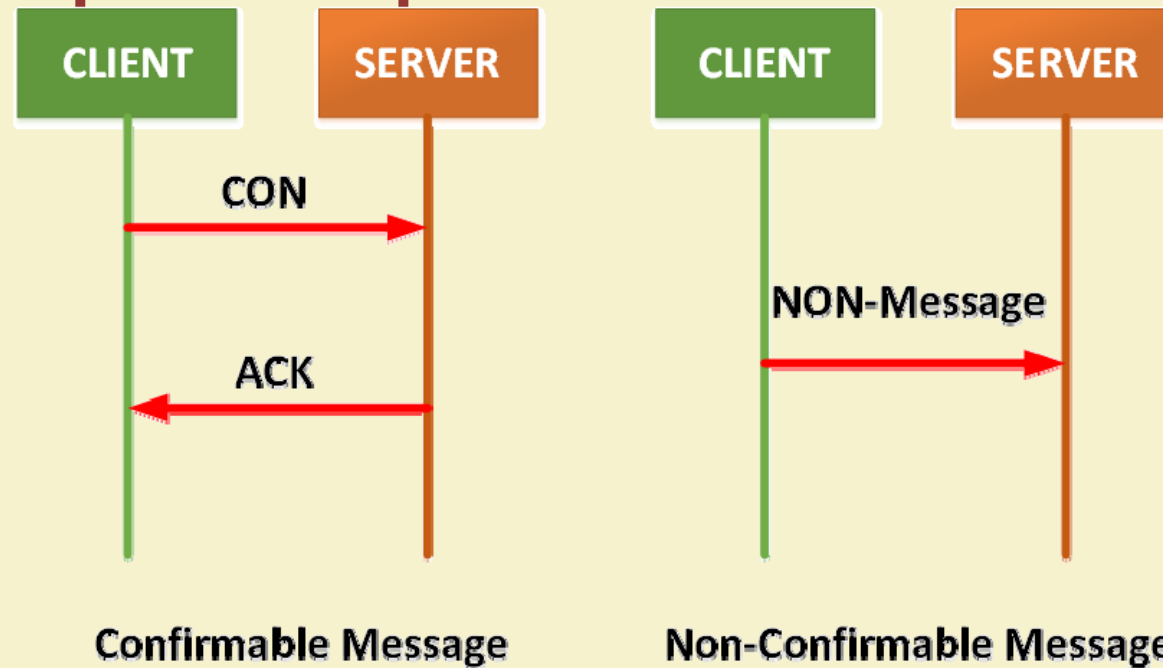 CLIENT SERVER CLIENT SERVER
CON
NON-Message
ACK
Confirmable Message Non-Confirmable Message